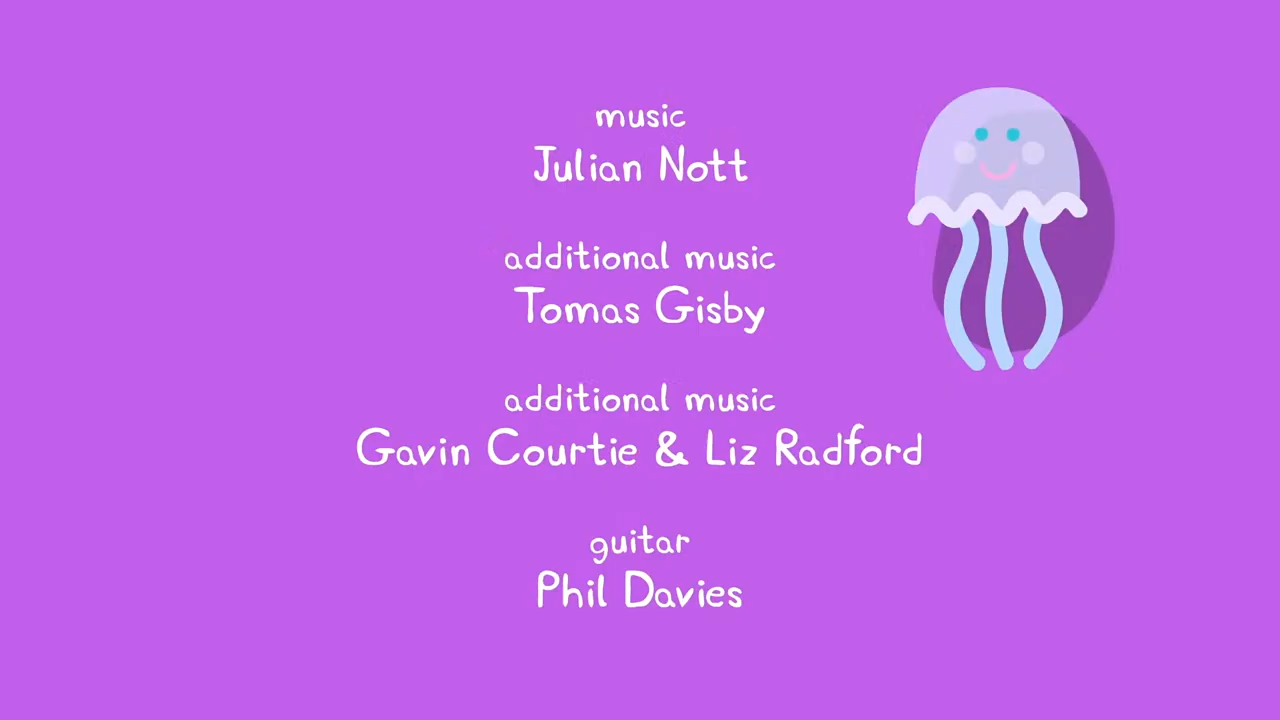 music
Julian Nott
additional music
Tomas Gisby
additional music
Gavin Courtie & Liz Radford
guitar
Phil Davies